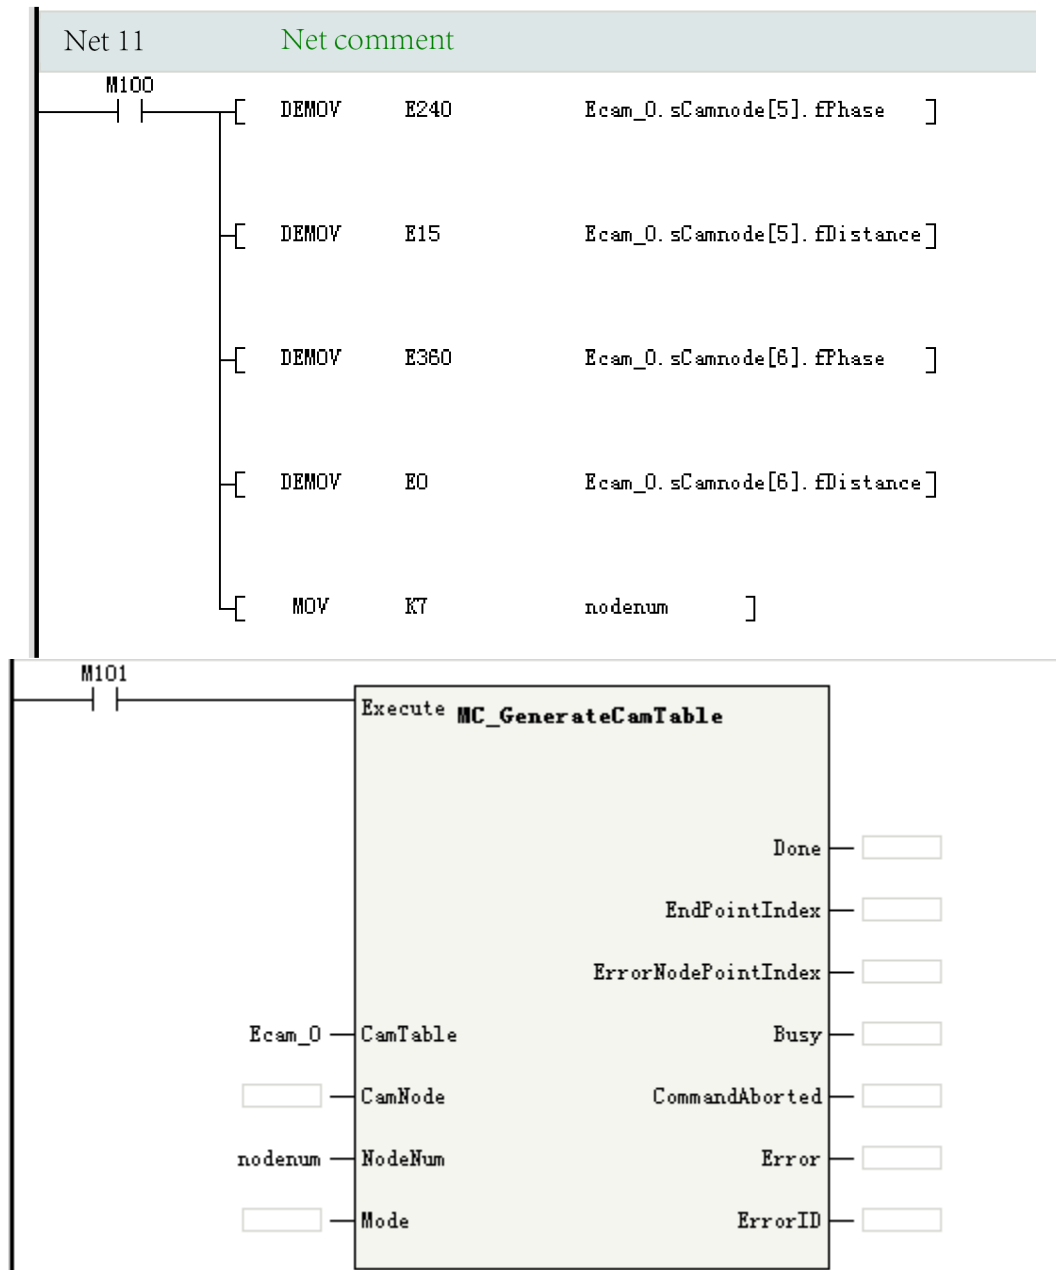 Net 11 Net comment
M100
DEMOV E240 Ecam_0.sCamnode[5].fPhase
DEMOV E15 Ecam_0.sCamnode[5].fDistance
DEMOV E360 Ecam_0.sCamnode[6].fPhase
DEMOV E0 Ecam_0.sCamnode[6].fDistance
MOV K7 nodenum
M101
Execute MC_GenerateCamTable
Done
EndPointIndex
ErrorNodePointIndex
Ecam_0 CamTable Busy
CamNode CommandAborted
nodenum NodeNum Error
Mode ErrorID